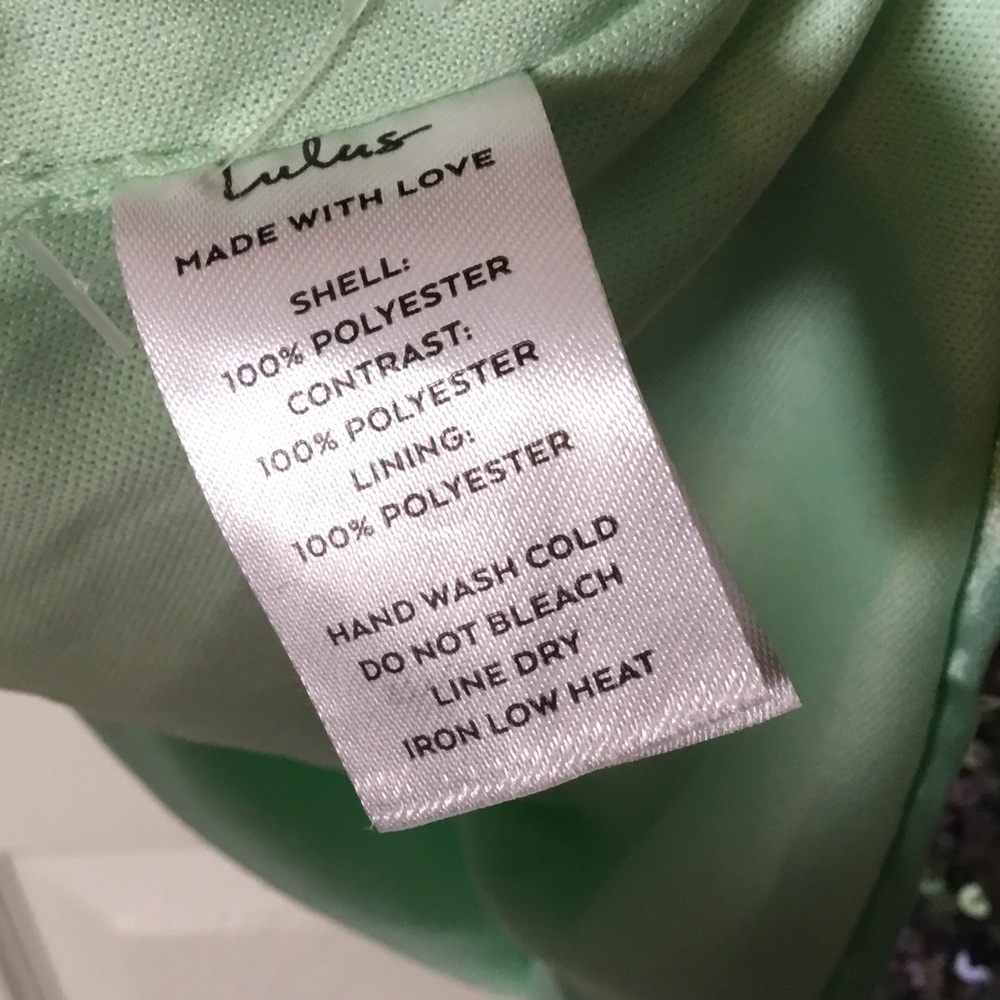 Lulus
MADE WITH LOVE
SHELL:
100% POLYESTER
CONTRAST:
100% POLYESTER
LINING:
100% POLYESTER
HAND WASH COLD
DO NOT BLEACH
LINE DRY
IRON LOW HEAT